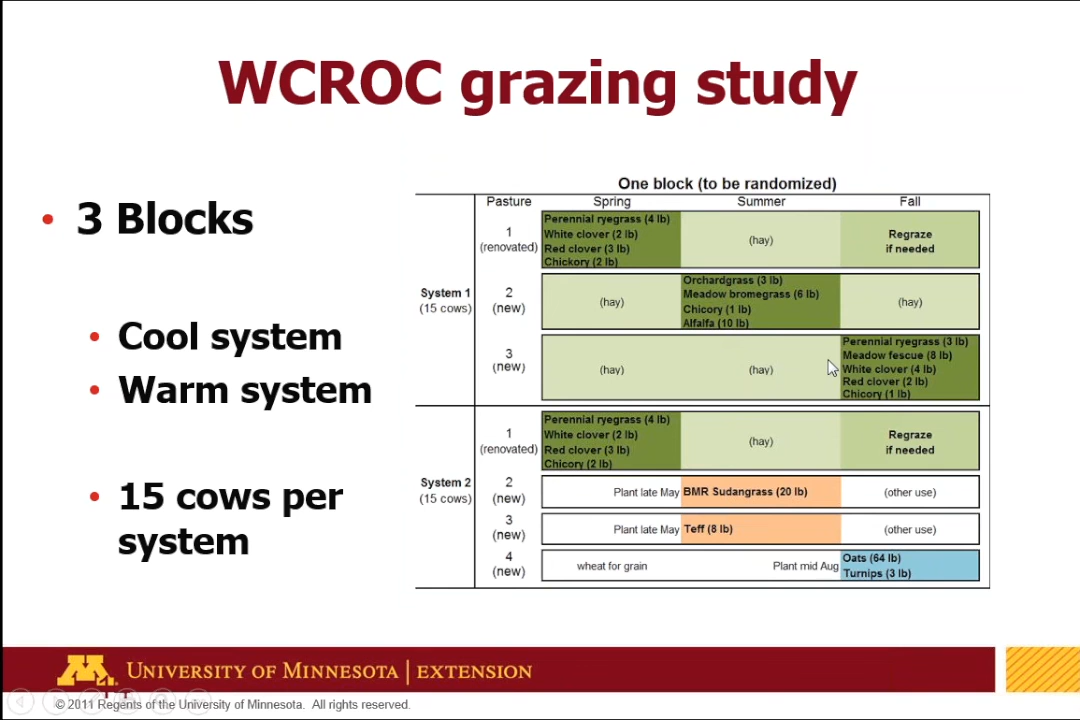 WCROC grazing study
• 3 Blocks
• Cool system
• Warm system
• 15 cows per
system
One block (to be randomized)
Pasture Spring Summer Fall
System 1
(15 cows)
1
(renovated)
Perennial ryegrass (4 lb)
White clover (2 lb)
Red clover (3 lb)
Chickory (2 lb)
(hay)
Regraze
if needed
2
(new)
(hay)
Orchardgrass (3 lb)
Meadow bromegrass (6 lb)
Chicory (1 lb)
Alfalfa (10 lb)
(hay)
3
(new)
(hay)
(hay)
Perennial ryegrass (3 lb)
Meadow fescue (8 lb)
White clover (4 lb)
Red clover (2 lb)
Chicory (1 lb)
System 2
(15 cows)
1
(renovated)
Perennial ryegrass (4 lb)
White clover (2 lb)
Red clover (3 lb)
Chicory (2 lb)
(hay)
Regraze
if needed
2
(new)
Plant late May BMR Sudangrass (20 lb) (other use)
3
(new)
Plant late May Teff (8 lb) (other use)
4
(new)
wheat for grain Plant mid Aug
Oats (64 lb)
Turnips (3 lb)
M
UNIVERSITY OF MINNESOTA | EXTENSION
© 2011 Regents of the University of Minnesota. All rights reserved.